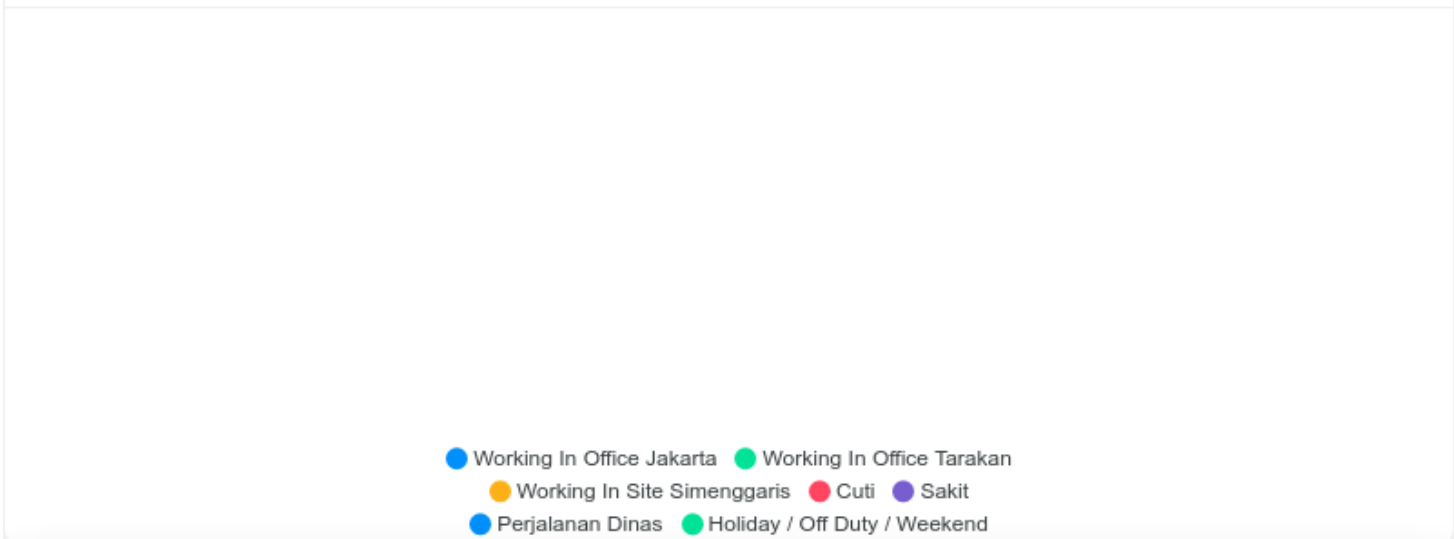 Working In Office Jakarta Working In Office Tarakan
Working In Site Simenggaris Cuti Sakit
Perjalanan Dinas Holiday / Off Duty / Weekend